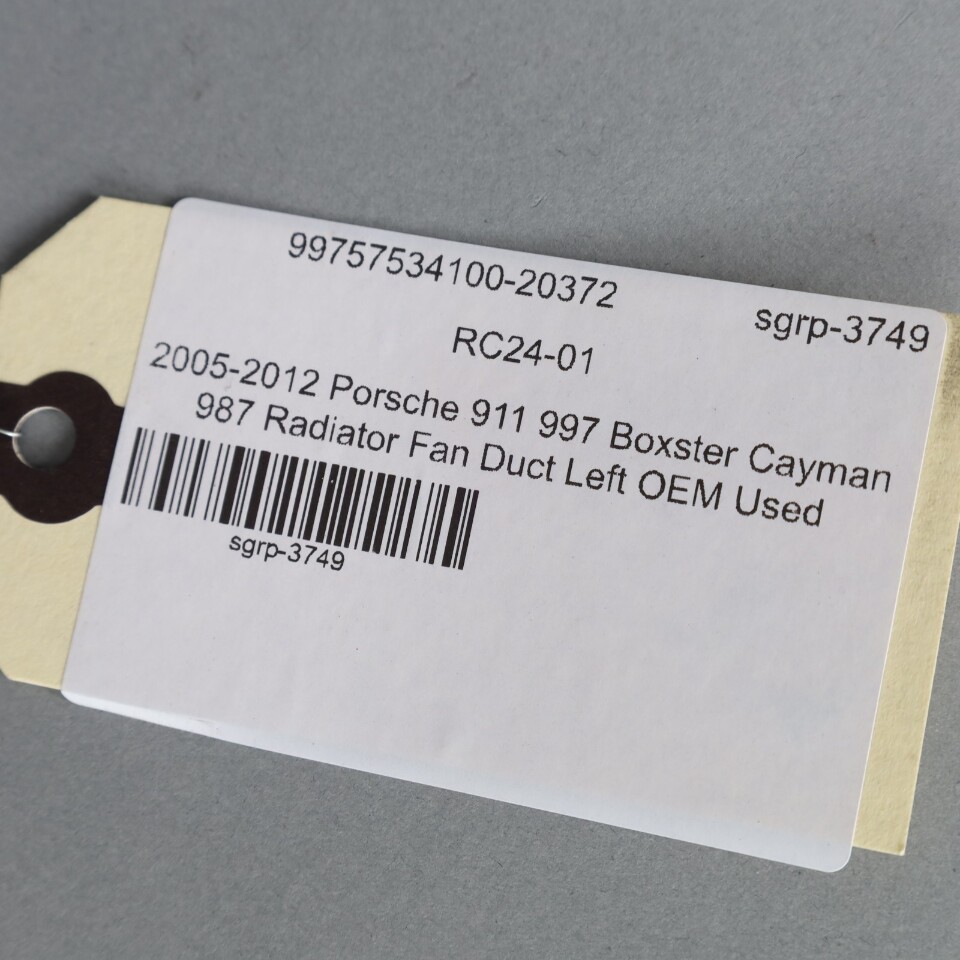 99757534100-20372
sgrp-3749
RC24-01
2005-2012 Porsche 911 997 Boxster Cayman
987 Radiator Fan Duct Left OEM Used
sgrp-3749